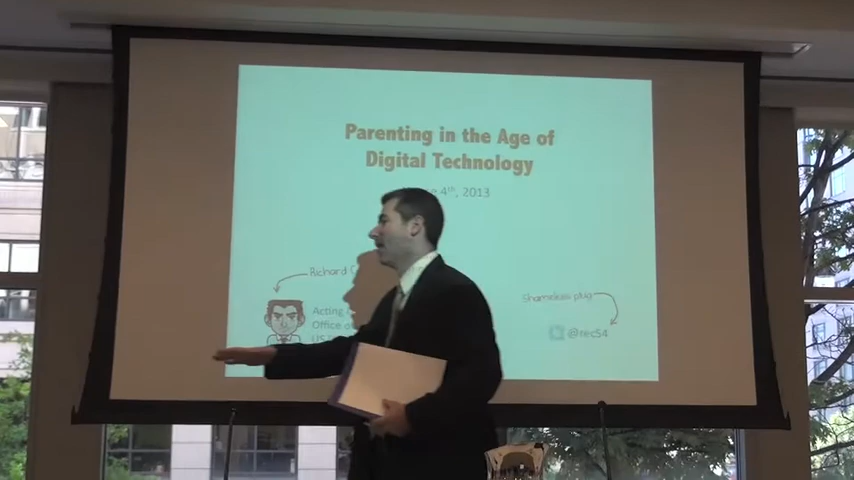 Parenting in the Age of
Digital Technology
4th, 2013
Richard
Acting
Office
US
Shameless plug
@rec54